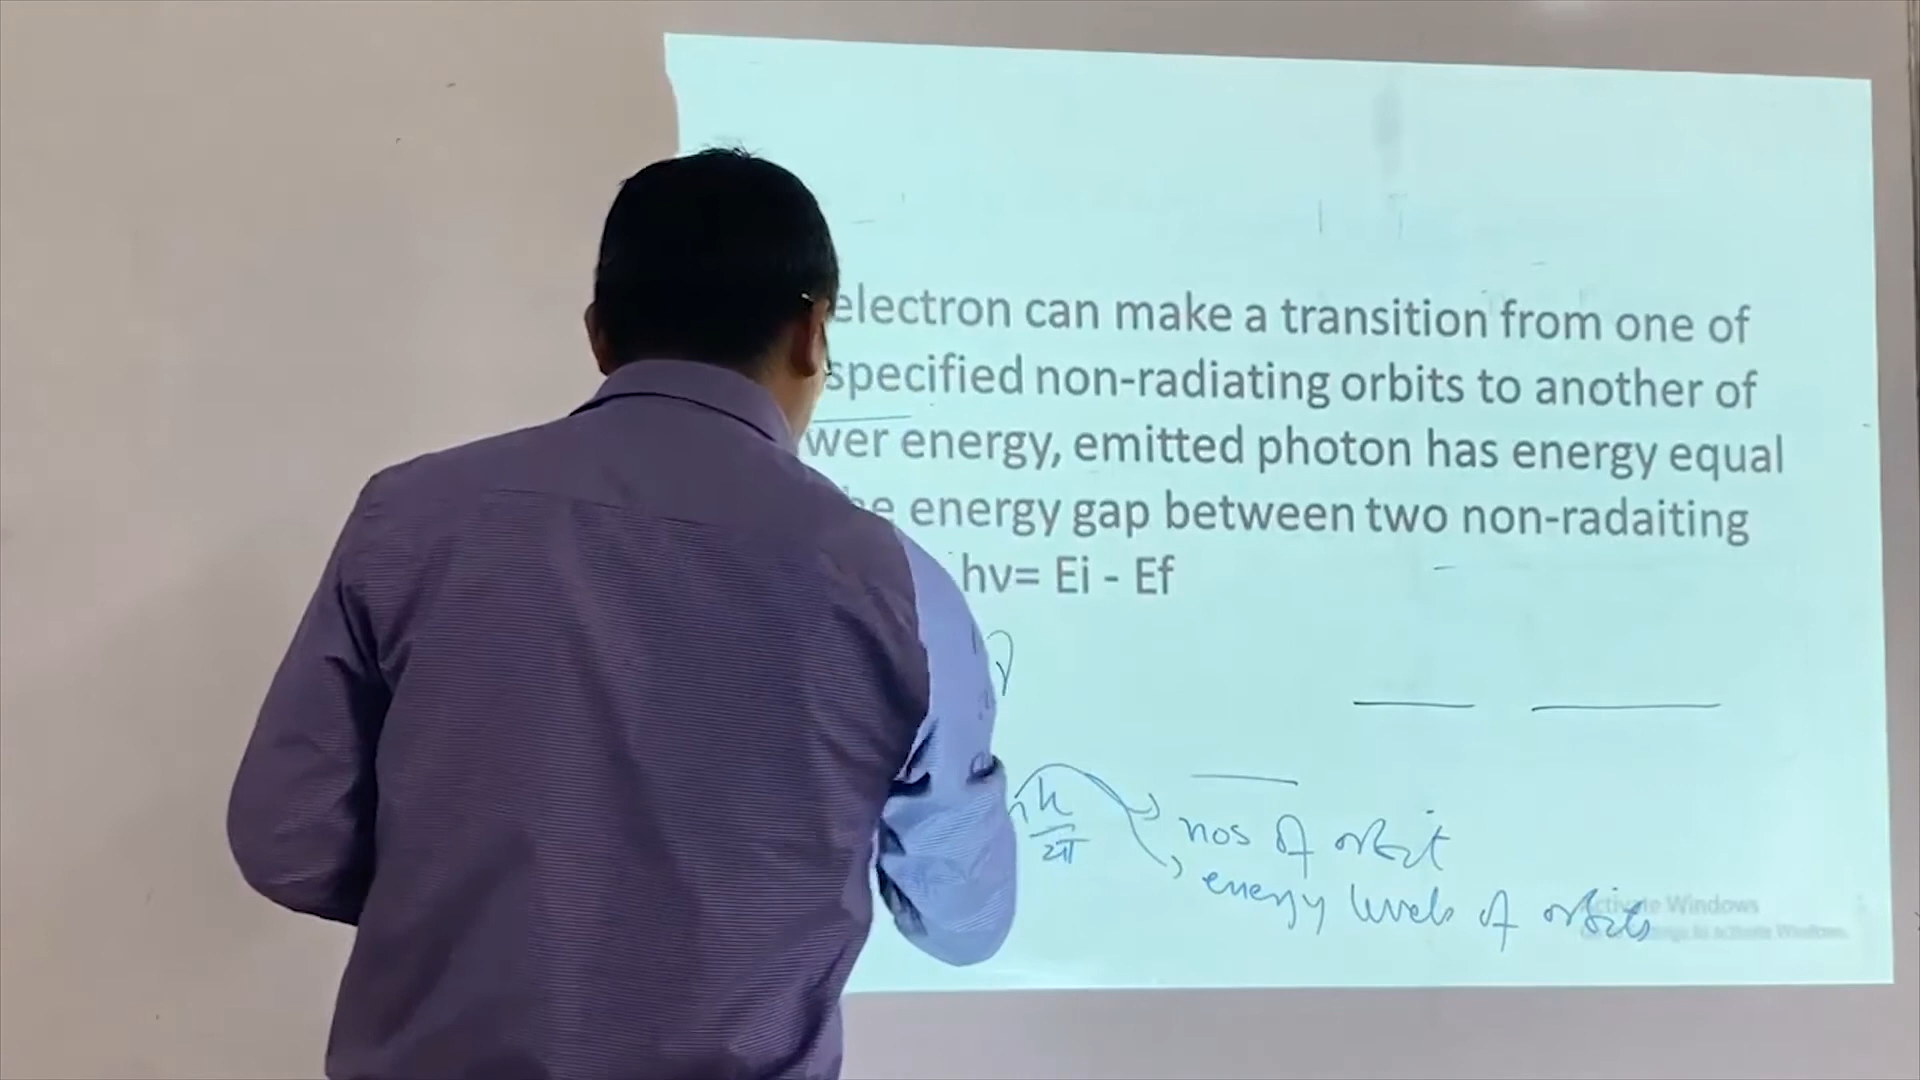 electron can make a transition from one of
specified non-radiating orbits to another of
wer energy, emitted photon has energy equal
he energy gap between two non-radaiting
hν= Ei - Ef
n h/2π
nos of orbit
energy levels of orbits
Activate Windows